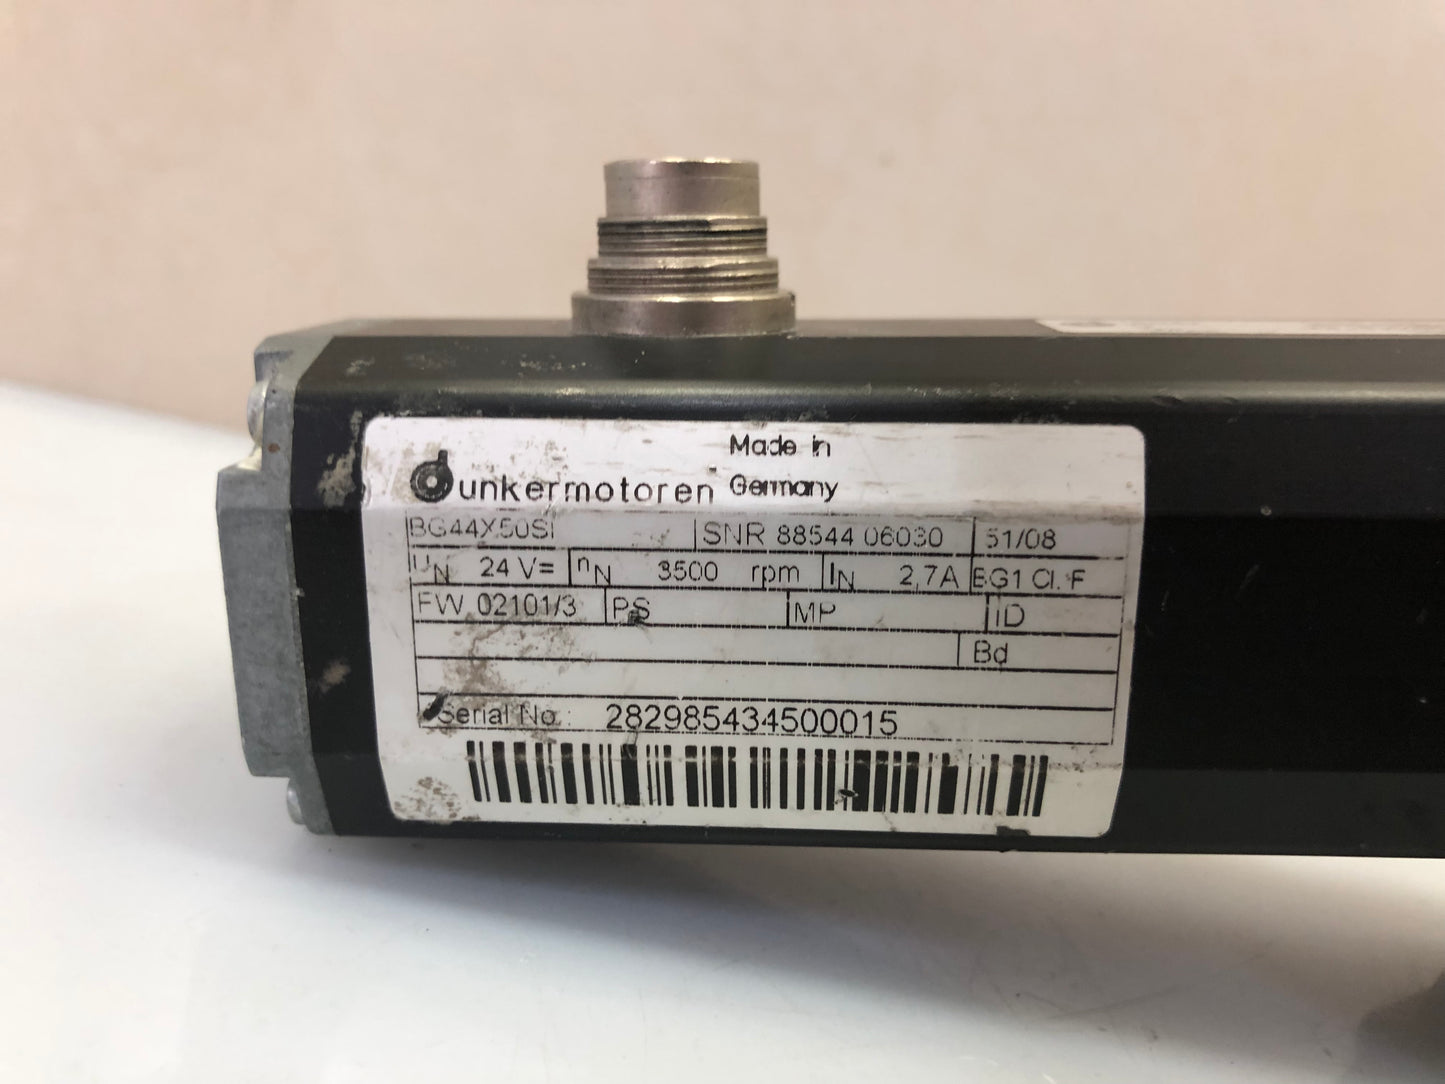 Made in
dunkermotoren Germany
BG44X50SI SNR 88544 06030 51/08
UN 24 V= nN 3500 rpm IN 2,7A EG1 Cl. F
FW 02101/3 PS MP ID
Bd
Serial No.: 282985434500015